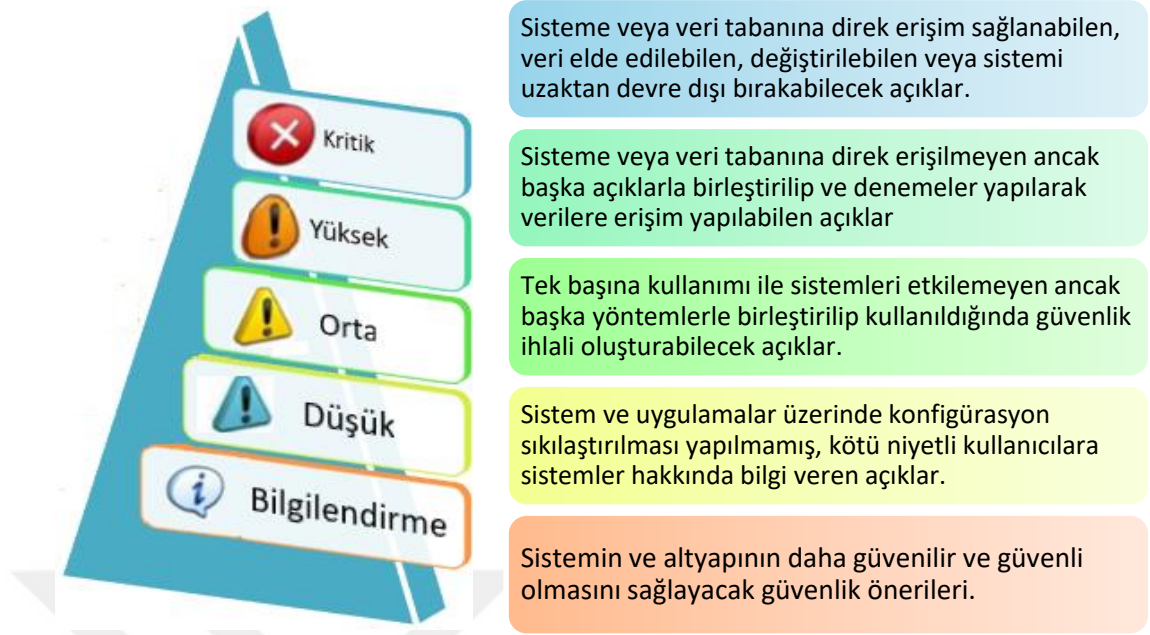 Kritik
Sisteme veya veri tabanına direk erişim sağlanabilen,
veri elde edilebilen, değiştirilebilen veya sistemi
uzaktan devre dışı bırakabilecek açıklar.
Yüksek
Sisteme veya veri tabanına direk erişilmeyen ancak
başka açıklarla birleştirilip ve denemeler yapılarak
verilere erişim yapılabilen açıklar
Orta
Tek başına kullanımı ile sistemleri etkilemeyen ancak
başka yöntemlerle birleştirilip kullanıldığında güvenlik
ihlali oluşturabilecek açıklar.
Düşük
Sistem ve uygulamalar üzerinde konfigürasyon
sıkılaştırılması yapılmamış, kötü niyetli kullanıcılara
sistemler hakkında bilgi veren açıklar.
Bilgilendirme
Sistemin ve altyapının daha güvenilir ve güvenli
olmasını sağlayacak güvenlik önerileri.